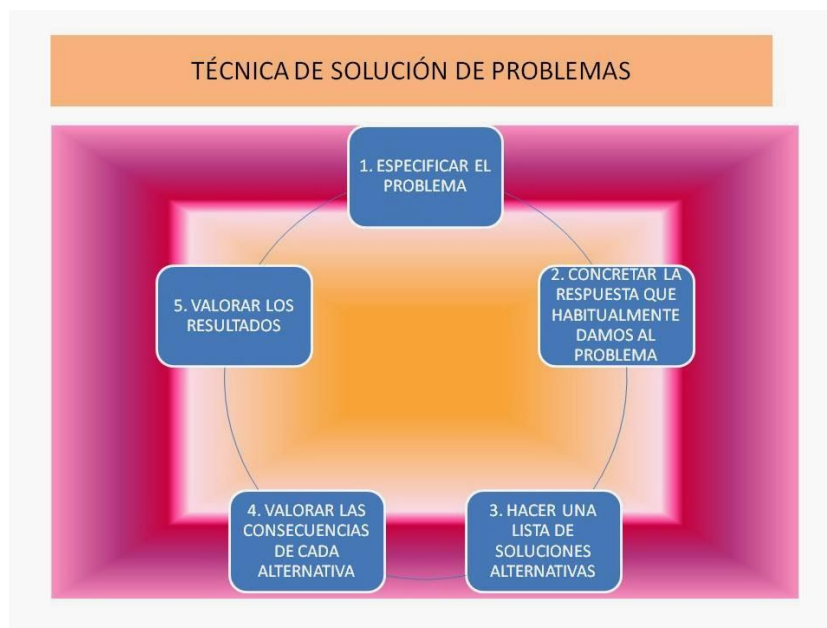 TÉCNICA DE SOLUCIÓN DE PROBLEMAS
1. ESPECIFICAR EL
PROBLEMA
2. CONCRETAR LA
RESPUESTA QUE
HABITUALMENTE
DAMOS AL
PROBLEMA
3. HACER UNA
LISTA DE
SOLUCIONES
ALTERNATIVAS
4. VALORAR LAS
CONSECUENCIAS
DE CADA
ALTERNATIVA
5. VALORAR LOS
RESULTADOS